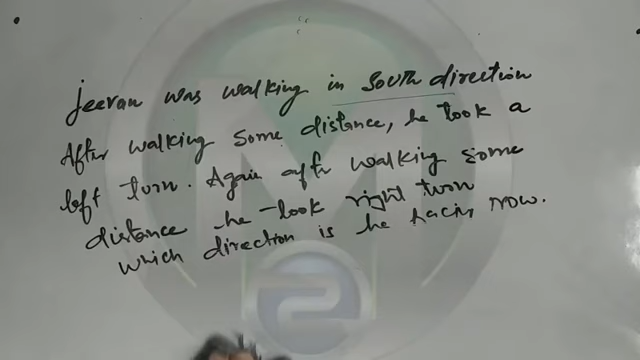 Jeevan was walking in South direction
After walking some distance, he took a
left turn. Again aftr walking some
distance he took right turn
which direction is he facing now.